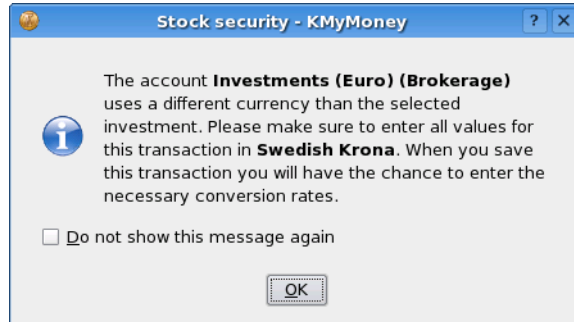 Stock security - KMyMoney
The account Investments (Euro) (Brokerage)
uses a different currency than the selected
investment. Please make sure to enter all values for
this transaction in Swedish Krona. When you save
this transaction you will have the chance to enter the
necessary conversion rates.
Do not show this message again
OK